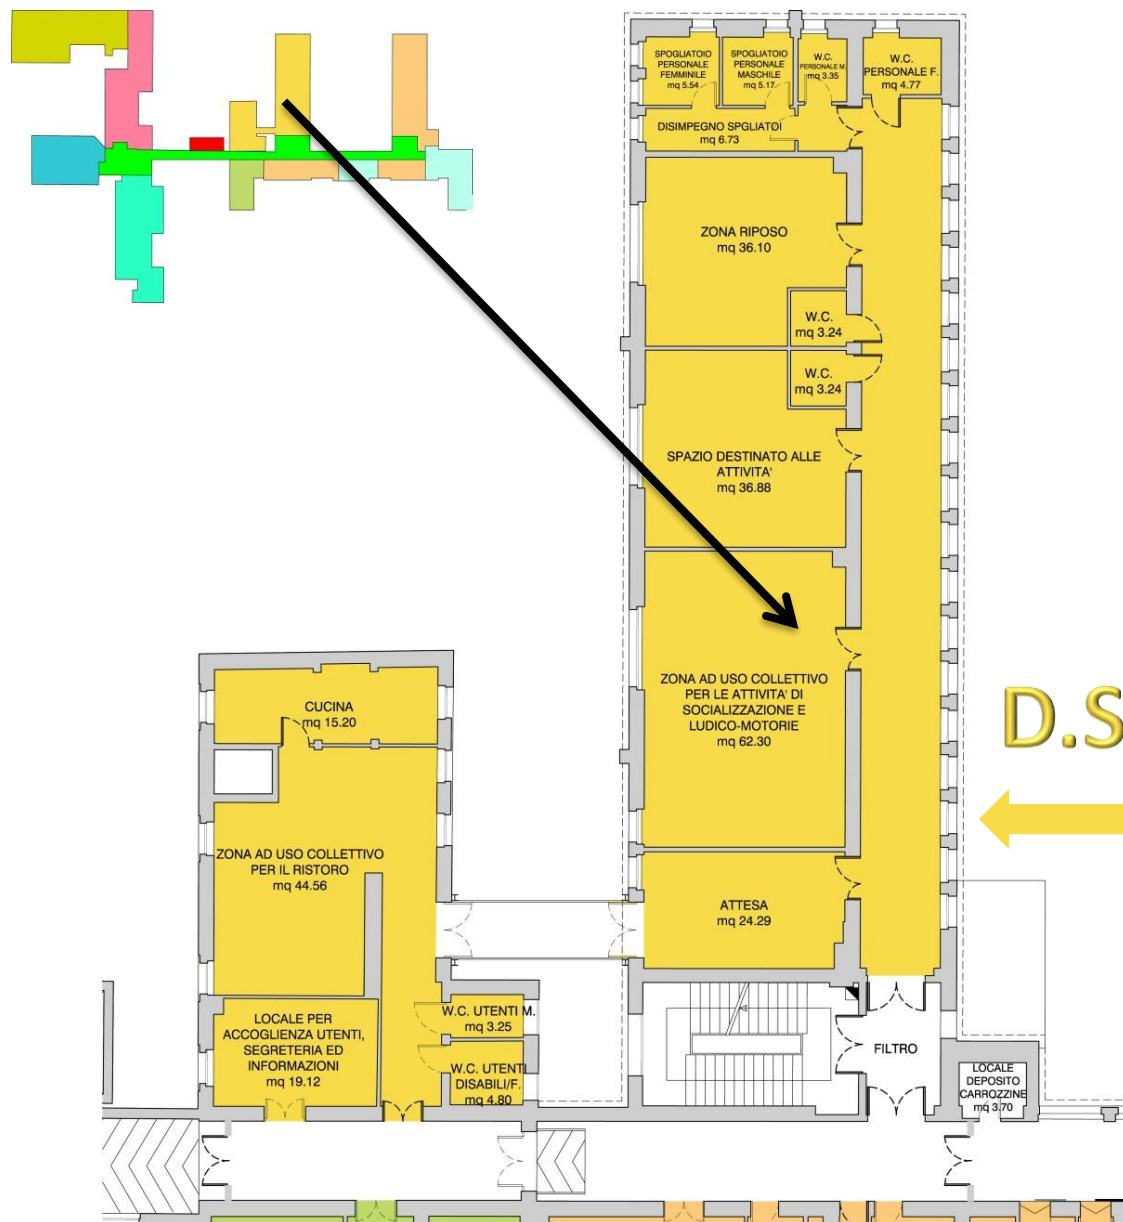 SPOGLIATOIO
PERSONALE
FEMMINILE
mq 5.54
SPOGLIATOIO
PERSONALE
MASCHILE
mq 5.17
W.C.
PERSONALE M.
mq 3.35
W.C.
PERSONALE F.
mq 4.77
DISIMPEGNO SPGLIATOI
mq 6.73
ZONA RIPOSO
mq 36.10
W.C.
mq 3.24
W.C.
mq 3.24
SPAZIO DESTINATO ALLE
ATTIVITA'
mq 36.88
ZONA AD USO COLLETTIVO
PER LE ATTIVITA' DI
SOCIALIZZAZIONE E
LUDICO-MOTORIE
mq 62.30
D.S
CUCINA
mq 15.20
ZONA AD USO COLLETTIVO
PER IL RISTORO
mq 44.56
ATTESA
mq 24.29
W.C. UTENTI M.
mq 3.25
LOCALE PER
ACCOGLIENZA UTENTI,
SEGRETERIA ED
INFORMAZIONI
mq 19.12
W.C. UTENTI
DISABILI/F.
mq 4.80
FILTRO
LOCALE
DEPOSITO
CARROZZINE
mq 3.70